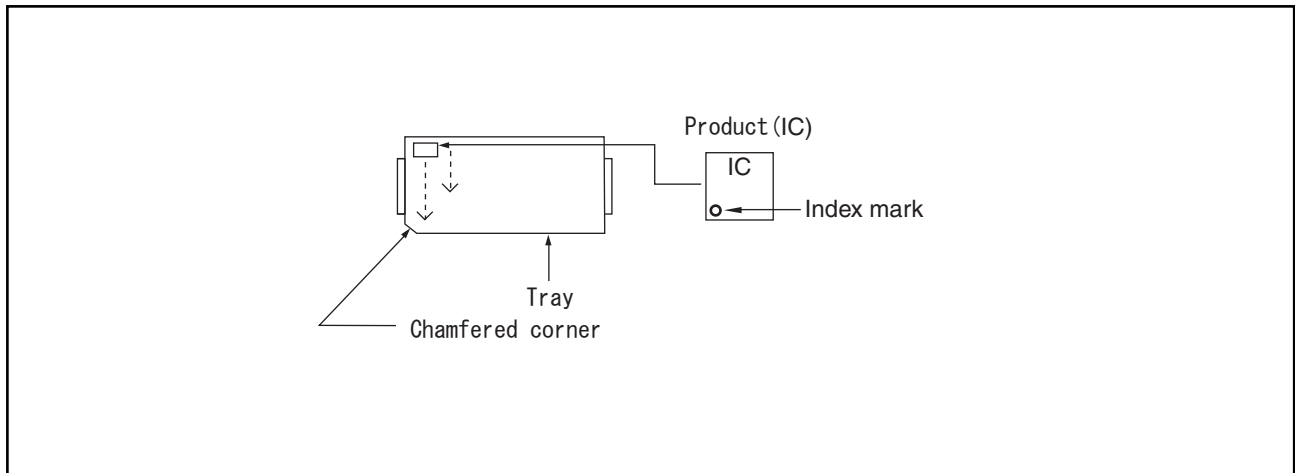 Product(IC)
IC
Index mark
Tray
Chamfered corner